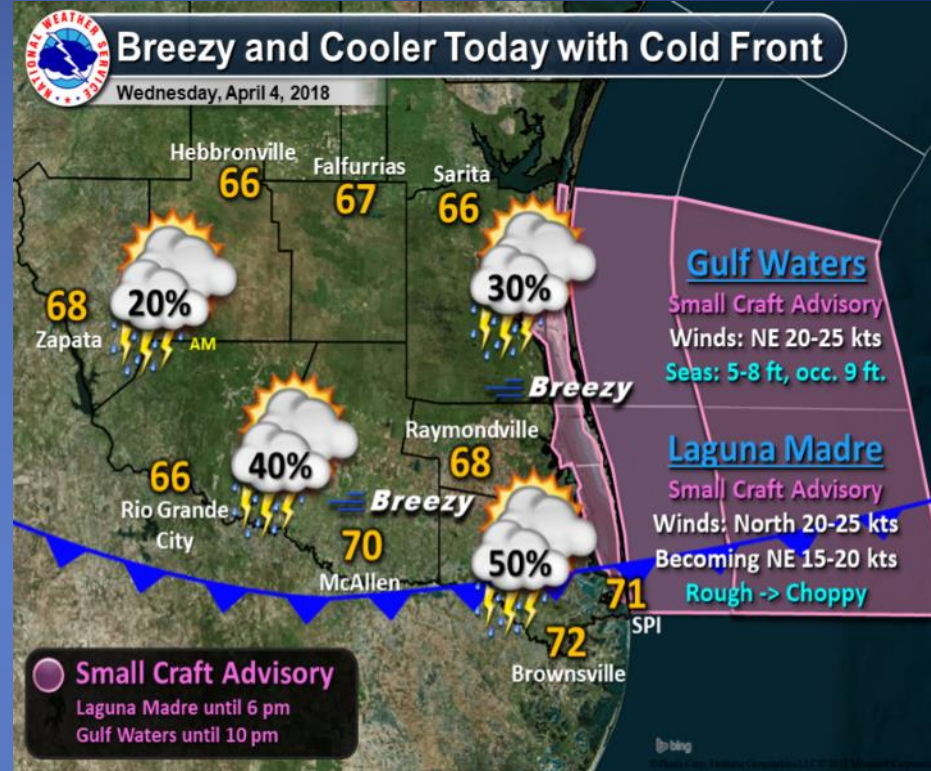 NATIONAL WEATHER SERVICE
Breezy and Cooler Today with Cold Front
Wednesday, April 4, 2018
Hebbronville
66
Falfurrias
67
Sarita
66
68
Zapata
20%
AM
30%
Breezy
Gulf Waters
Small Craft Advisory
Winds: NE 20-25 kts
Seas: 5-8 ft, occ. 9 ft.
Raymondville
68
40%
66
Rio Grande
City
Breezy
70
McAllen
50%
Laguna Madre
Small Craft Advisory
Winds: North 20-25 kts
Becoming NE 15-20 kts
Rough -> Choppy
71
SPI
72
Brownsville
Small Craft Advisory
Laguna Madre until 6 pm
Gulf Waters until 10 pm
bing